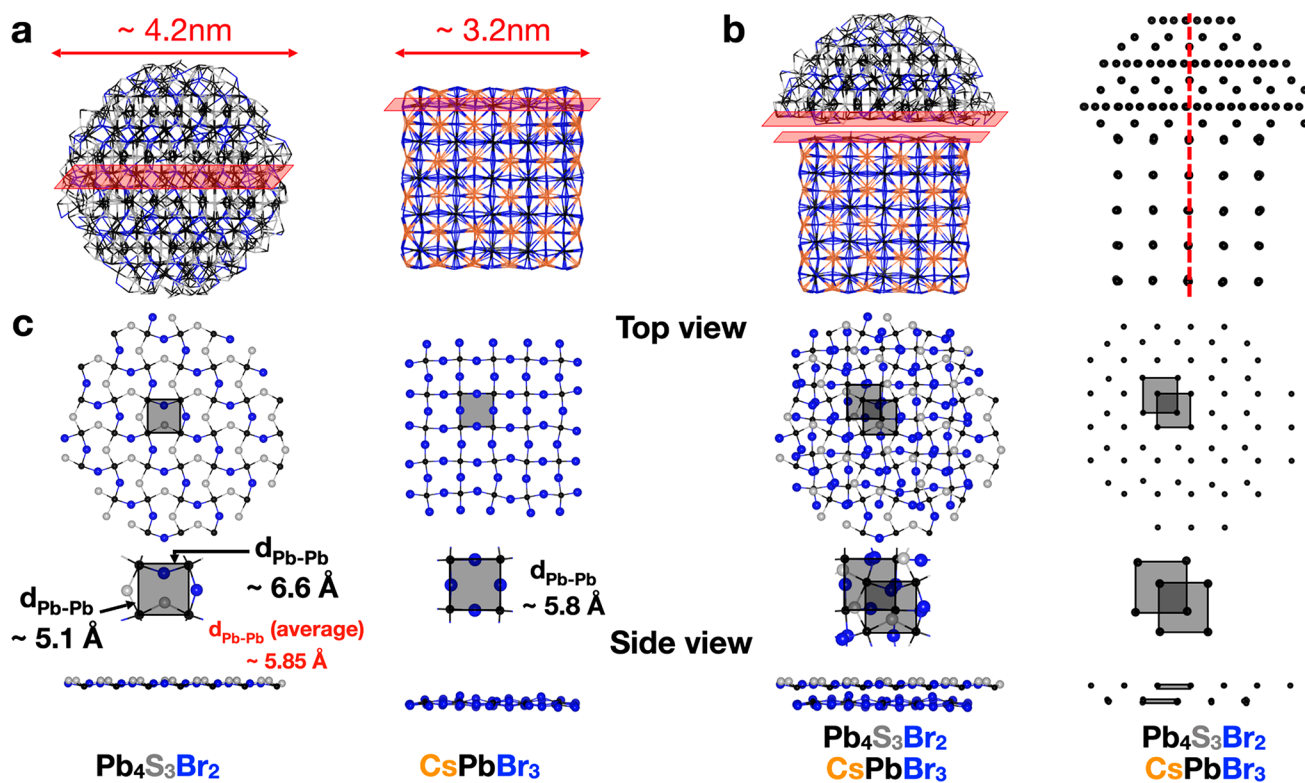 a
~ 4.2nm
~ 3.2nm
b
c
Top view
d_Pb-Pb
~ 6.6 Å
d_Pb-Pb
~ 5.1 Å
d_Pb-Pb (average)
~ 5.85 Å
d_Pb-Pb
~ 5.8 Å
Side view
Pb₄S₃Br₂
CsPbBr₃
Pb₄S₃Br₂
CsPbBr₃
Pb₄S₃Br₂
CsPbBr₃